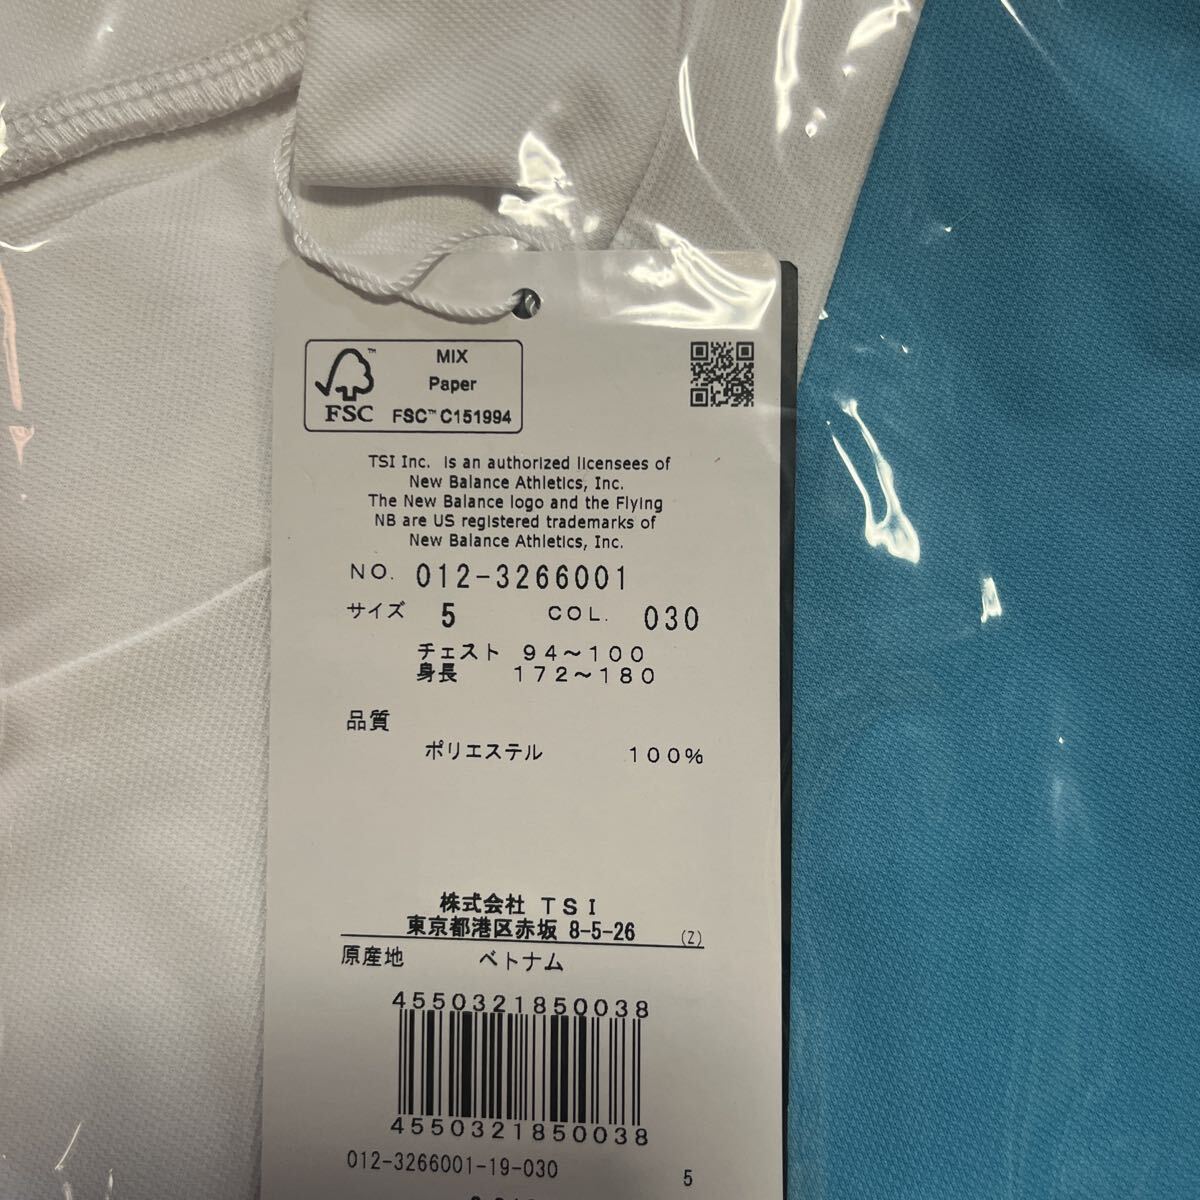 MIX
Paper
FSC™ C151994
FSC
TSI Inc. is an authorized licensees of
New Balance Athletics, Inc.
The New Balance logo and the Flying
NB are US registered trademarks of
New Balance Athletics, Inc.
NO. 012-3266001
サイズ 5 COL. 030
チェスト 94～100
身長 172～180
品質
ポリエステル 100%
株式会社 TSI
東京都港区赤坂 8-5-26 (Z)
原産地 ベトナム
4550321850038
4550321850038
012-3266001-19-030
5